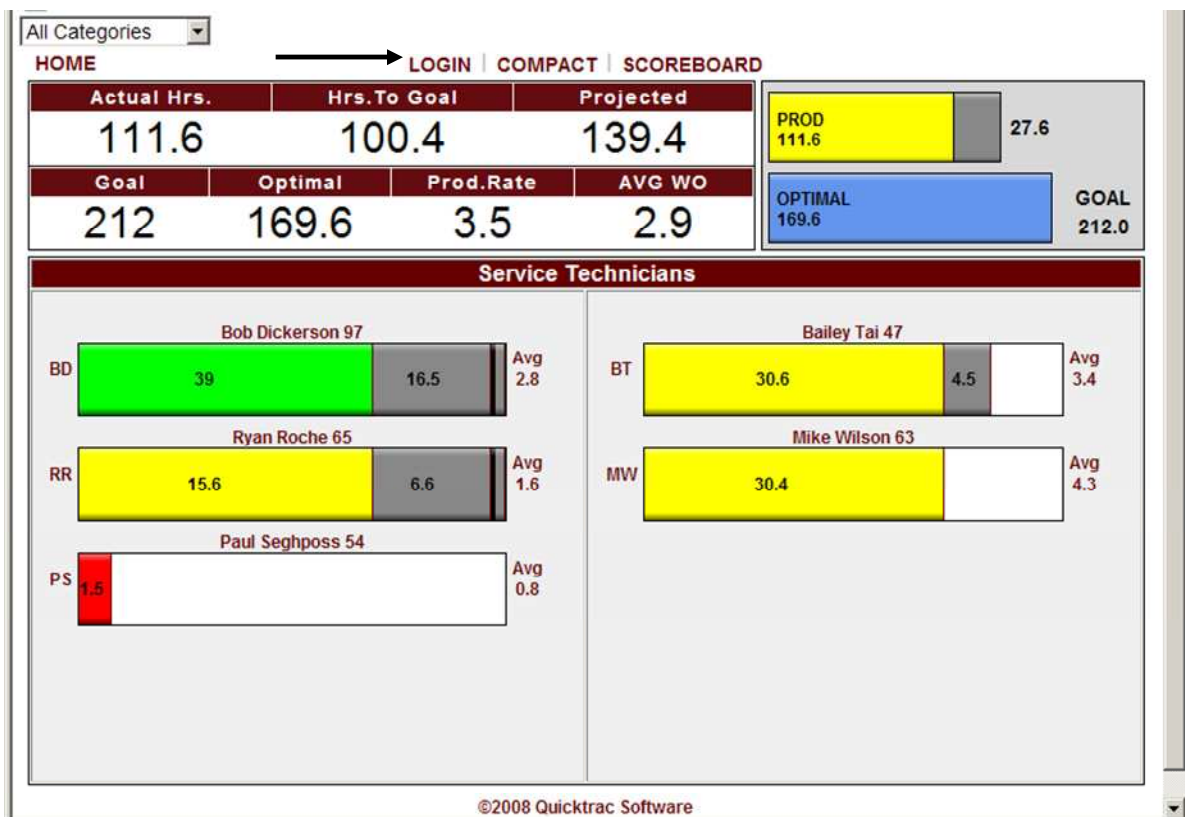 All Categories
HOME LOGIN | COMPACT | SCOREBOARD
Actual Hrs. Hrs.To Goal Projected
111.6 100.4 139.4
Goal Optimal Prod.Rate AVG WO
212 169.6 3.5 2.9
PROD
111.6
27.6
OPTIMAL
169.6
GOAL
212.0
Service Technicians
Bob Dickerson 97
BD 39 16.5 Avg
2.8
Ryan Roche 65
RR 15.6 6.6 Avg
1.6
Paul Seghposs 54
PS 1.5 Avg
0.8
Bailey Tai 47
BT 30.6 4.5 Avg
3.4
Mike Wilson 63
MW 30.4 Avg
4.3
©2008 Quicktrac Software